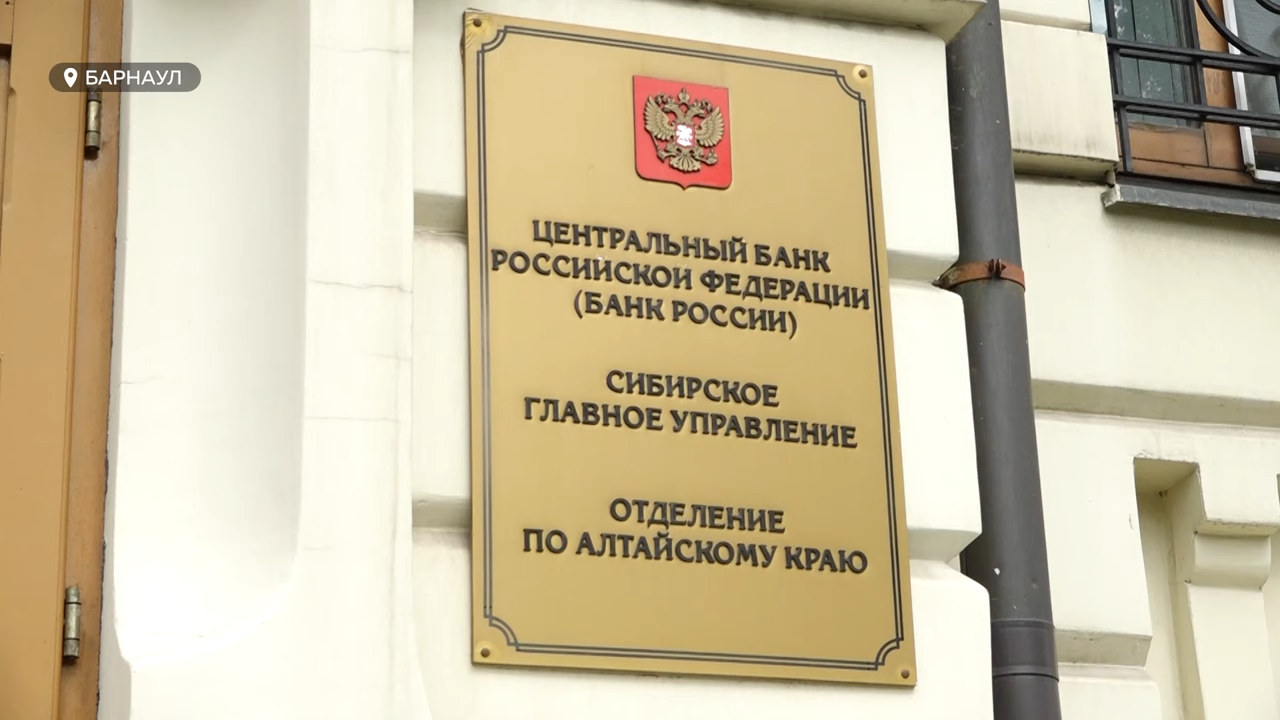 БАРНАУЛ
ЦЕНТРАЛЬНЫЙ БАНК
РОССИЙСКОЙ ФЕДЕРАЦИИ
(БАНК РОССИИ)
СИБИРСКОЕ
ГЛАВНОЕ УПРАВЛЕНИЕ
ОТДЕЛЕНИЕ
ПО АЛТАЙСКОМУ КРАЮ